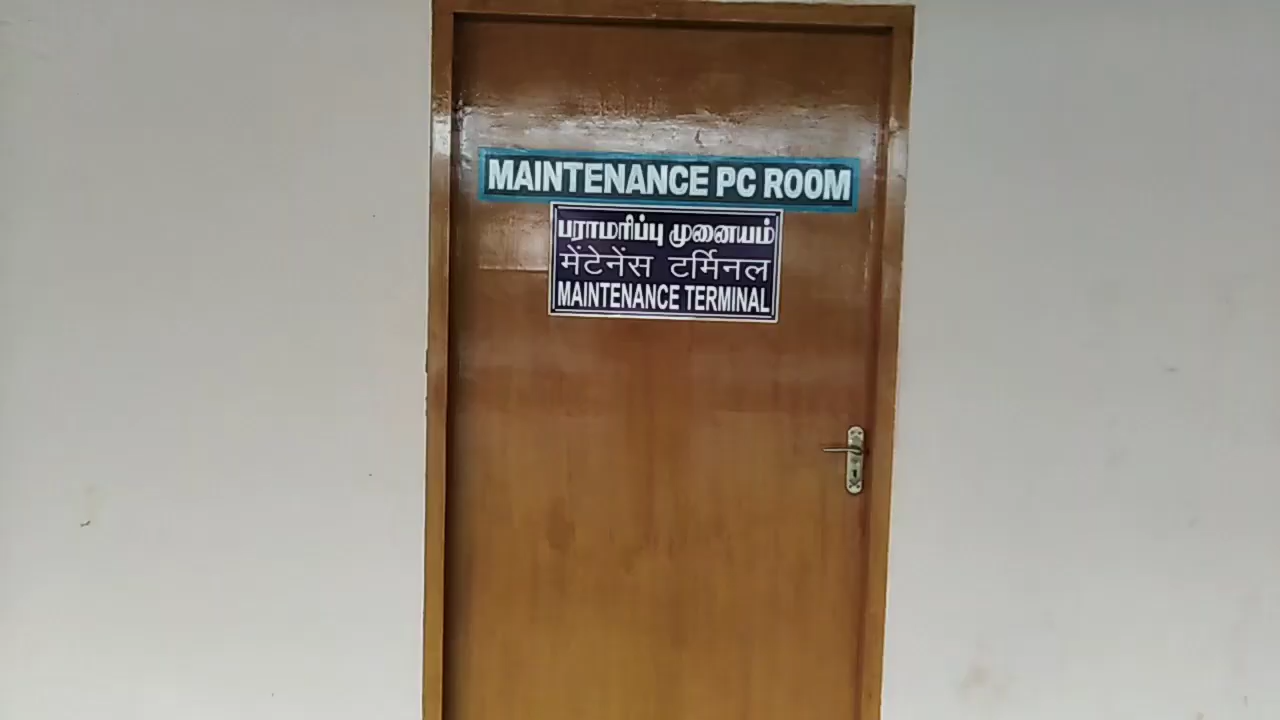 MAINTENANCE PC ROOM
பராமரிப்பு முனையம்
मेंटेनेंस टर्मिनल
MAINTENANCE TERMINAL